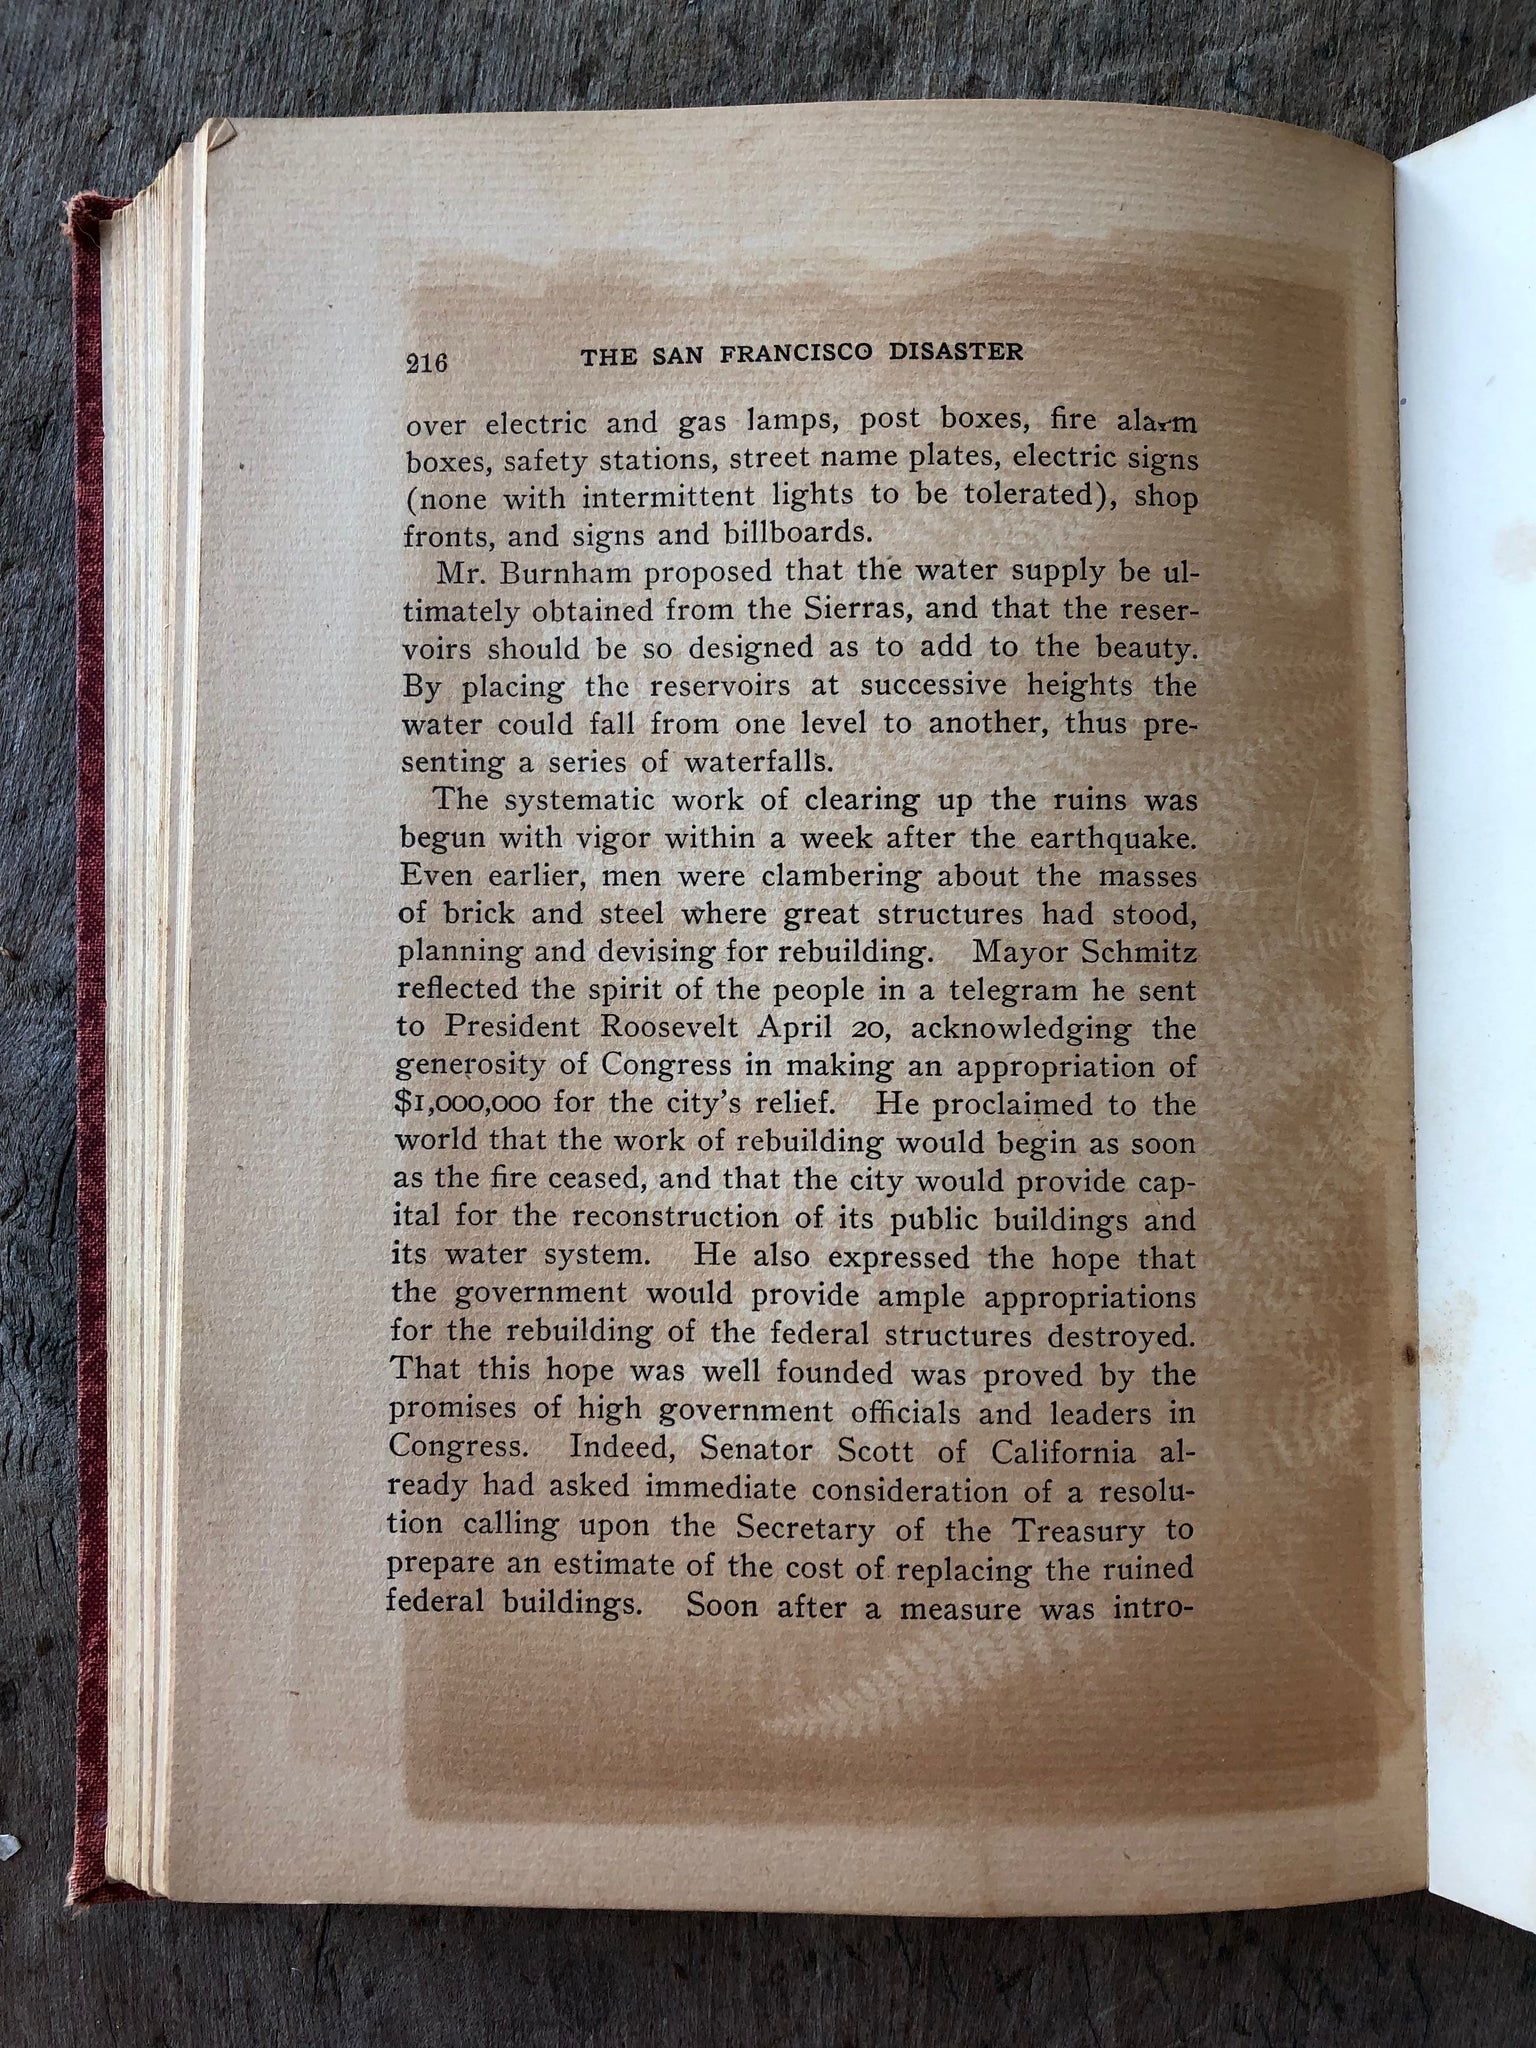 216 THE SAN FRANCISCO DISASTER
over electric and gas lamps, post boxes, fire alarm
boxes, safety stations, street name plates, electric signs
(none with intermittent lights to be tolerated), shop
fronts, and signs and billboards.
Mr. Burnham proposed that the water supply be ul-
timately obtained from the Sierras, and that the reser-
voirs should be so designed as to add to the beauty.
By placing the reservoirs at successive heights the
water could fall from one level to another, thus pre-
senting a series of waterfalls.
The systematic work of clearing up the ruins was
begun with vigor within a week after the earthquake.
Even earlier, men were clambering about the masses
of brick and steel where great structures had stood,
planning and devising for rebuilding. Mayor Schmitz
reflected the spirit of the people in a telegram he sent
to President Roosevelt April 20, acknowledging the
generosity of Congress in making an appropriation of
$1,000,000 for the city's relief. He proclaimed to the
world that the work of rebuilding would begin as soon
as the fire ceased, and that the city would provide cap-
ital for the reconstruction of its public buildings and
its water system. He also expressed the hope that
the government would provide ample appropriations
for the rebuilding of the federal structures destroyed.
That this hope was well founded was proved by the
promises of high government officials and leaders in
Congress. Indeed, Senator Scott of California al-
ready had asked immediate consideration of a resolu-
tion calling upon the Secretary of the Treasury to
prepare an estimate of the cost of replacing the ruined
federal buildings. Soon after a measure was intro-